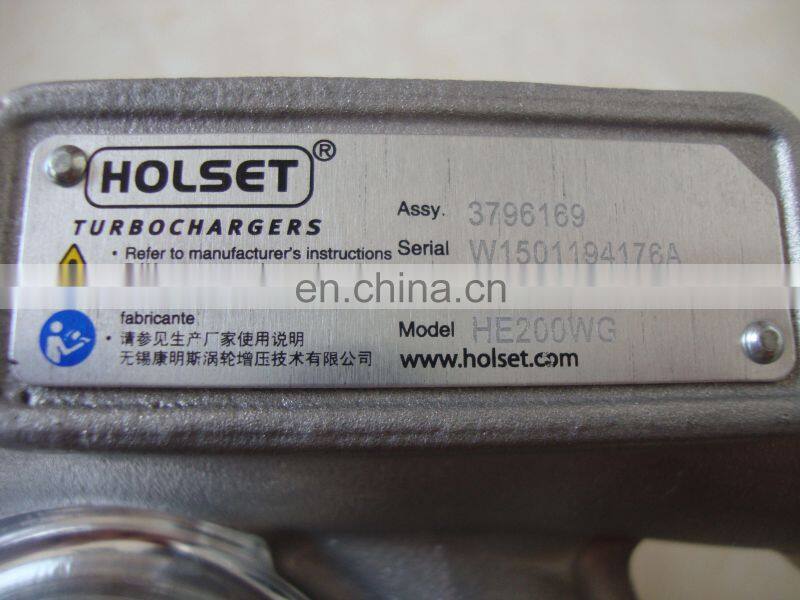 HOLSET®
TURBOCHARGERS
• Refer to manufacturer's instructions
fabricante
• 请参见生产厂家使用说明
无锡康明斯涡轮增压技术有限公司
Assy. 3796169
Serial W1501194176A
Model HE200WG
www.holset.com
en.china.cn